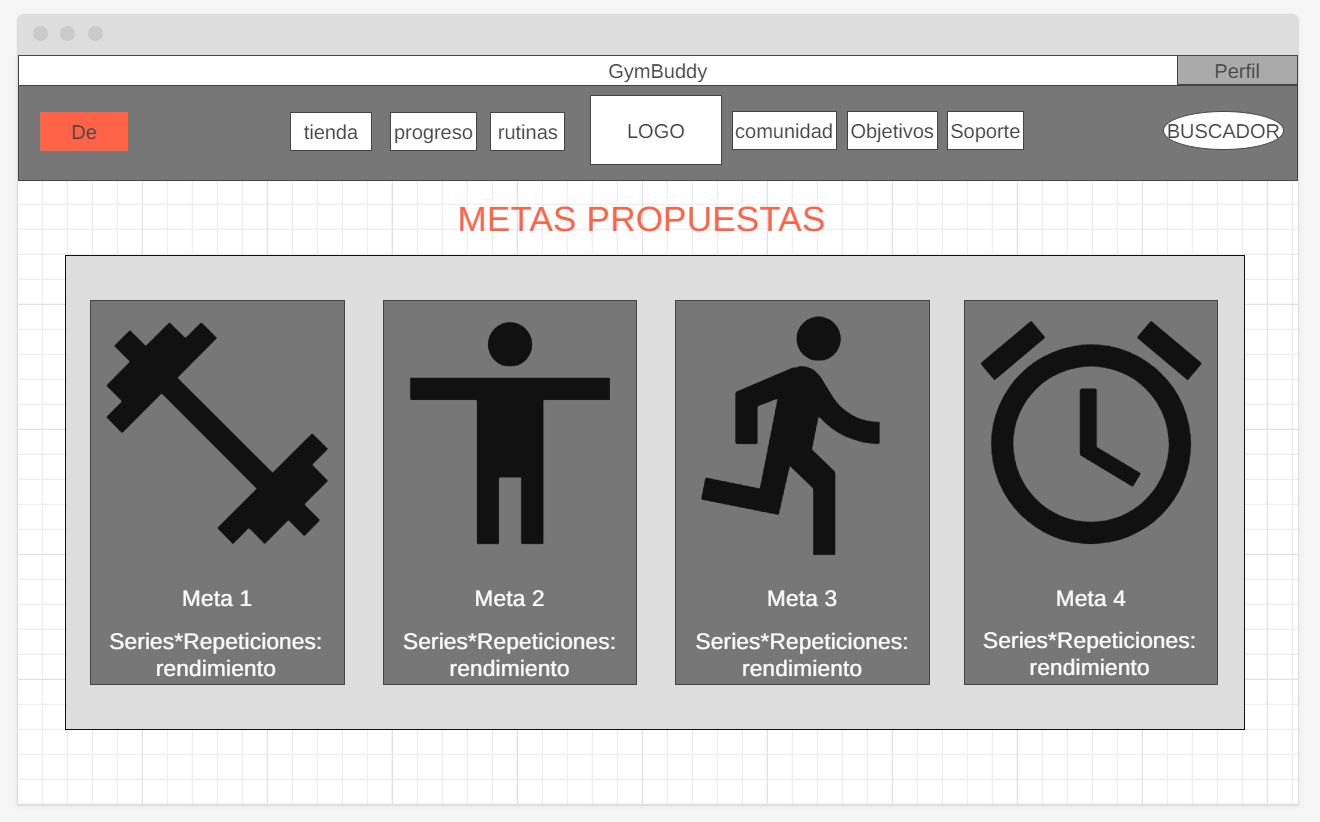 GymBuddy
Perfil
De
tienda
progreso
rutinas
LOGO
comunidad
Objetivos
Soporte
BUSCADOR
METAS PROPUESTAS
Meta 1
Series*Repeticiones:
rendimiento
Meta 2
Series*Repeticiones:
rendimiento
Meta 3
Series*Repeticiones:
rendimiento
Meta 4
Series*Repeticiones:
rendimiento